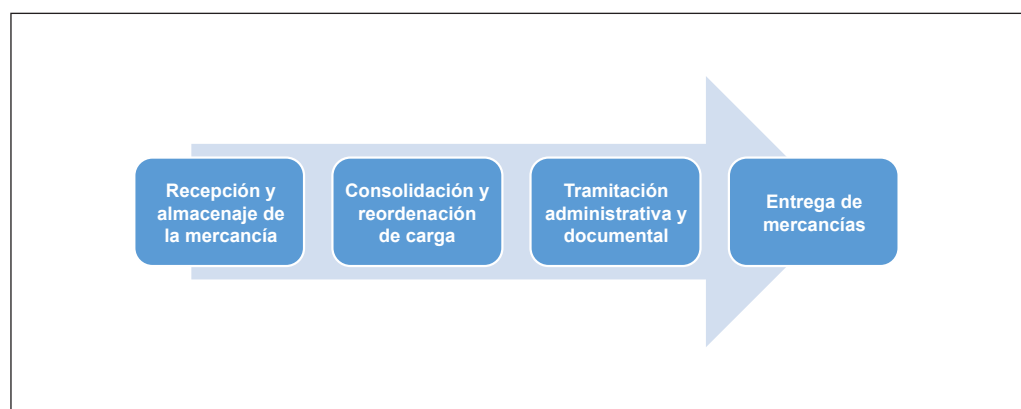 Recepción y
almacenaje de
la mercancía
Consolidación y
reordenación
de carga
Tramitación
administrativa y
documental
Entrega de
mercancías